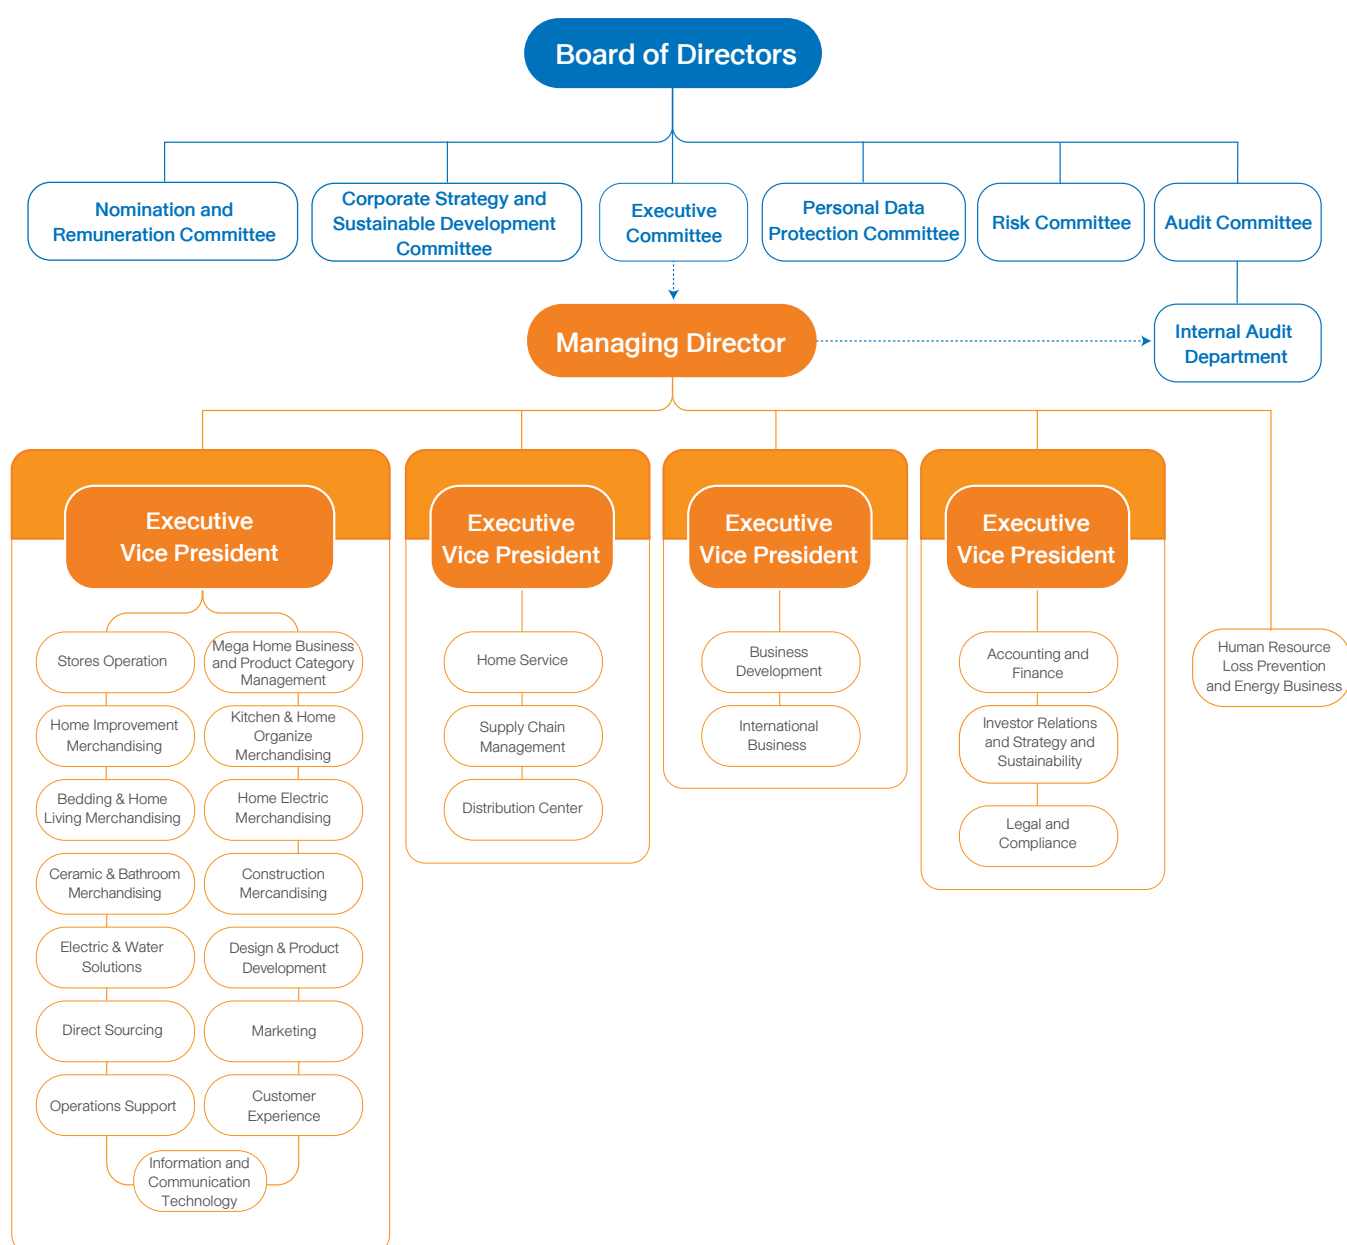 Board of Directors
Nomination and
Remuneration Committee
Corporate Strategy and
Sustainable Development
Committee
Executive
Committee
Personal Data
Protection Committee
Risk Committee
Audit Committee
Managing Director
Internal Audit
Department
Executive
Vice President
Stores Operation
Mega Home Business
and Product Category
Management
Home Improvement
Merchandising
Kitchen & Home
Organize
Merchandising
Bedding & Home
Living Merchandising
Home Electric
Merchandising
Ceramic & Bathroom
Merchandising
Construction
Mercandising
Electric & Water
Solutions
Design & Product
Development
Direct Sourcing
Marketing
Operations Support
Customer
Experience
Information and
Communication
Technology
Executive
Vice President
Home Service
Supply Chain
Management
Distribution Center
Executive
Vice President
Business
Development
International
Business
Executive
Vice President
Accounting and
Finance
Investor Relations
and Strategy and
Sustainability
Legal and
Compliance
Human Resource
Loss Prevention
and Energy Business